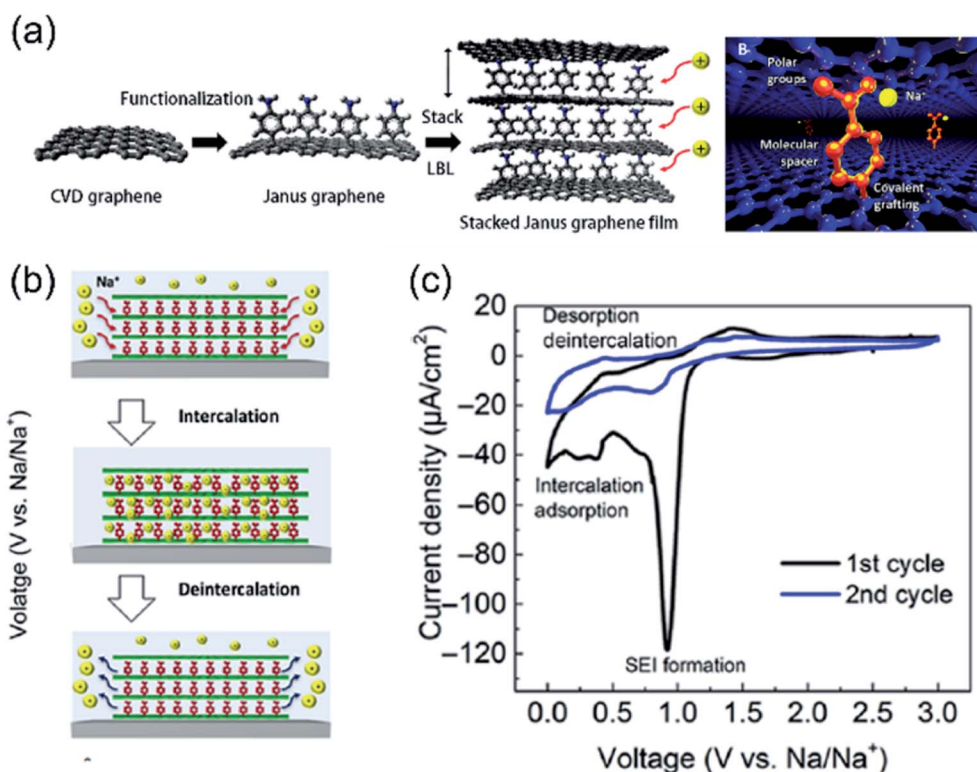 (a)
Functionalization
CVD graphene
Janus graphene
Stack
LBL
Stacked Janus graphene film
+
+
+
B-
Polar
groups
Na⁺
Molecular
spacer
Covalent
grafting
(b)
Na⁺
Intercalation
Deintercalation
Volatge (V vs. Na/Na⁺)
(c)
Current density (µA/cm²)
20
0
−20
−40
−60
−80
−100
−120
Desorption
deintercalation
Intercalation
adsorption
SEI formation
1st cycle
2nd cycle
0.0 0.5 1.0 1.5 2.0 2.5 3.0
Voltage (V vs. Na/Na⁺)